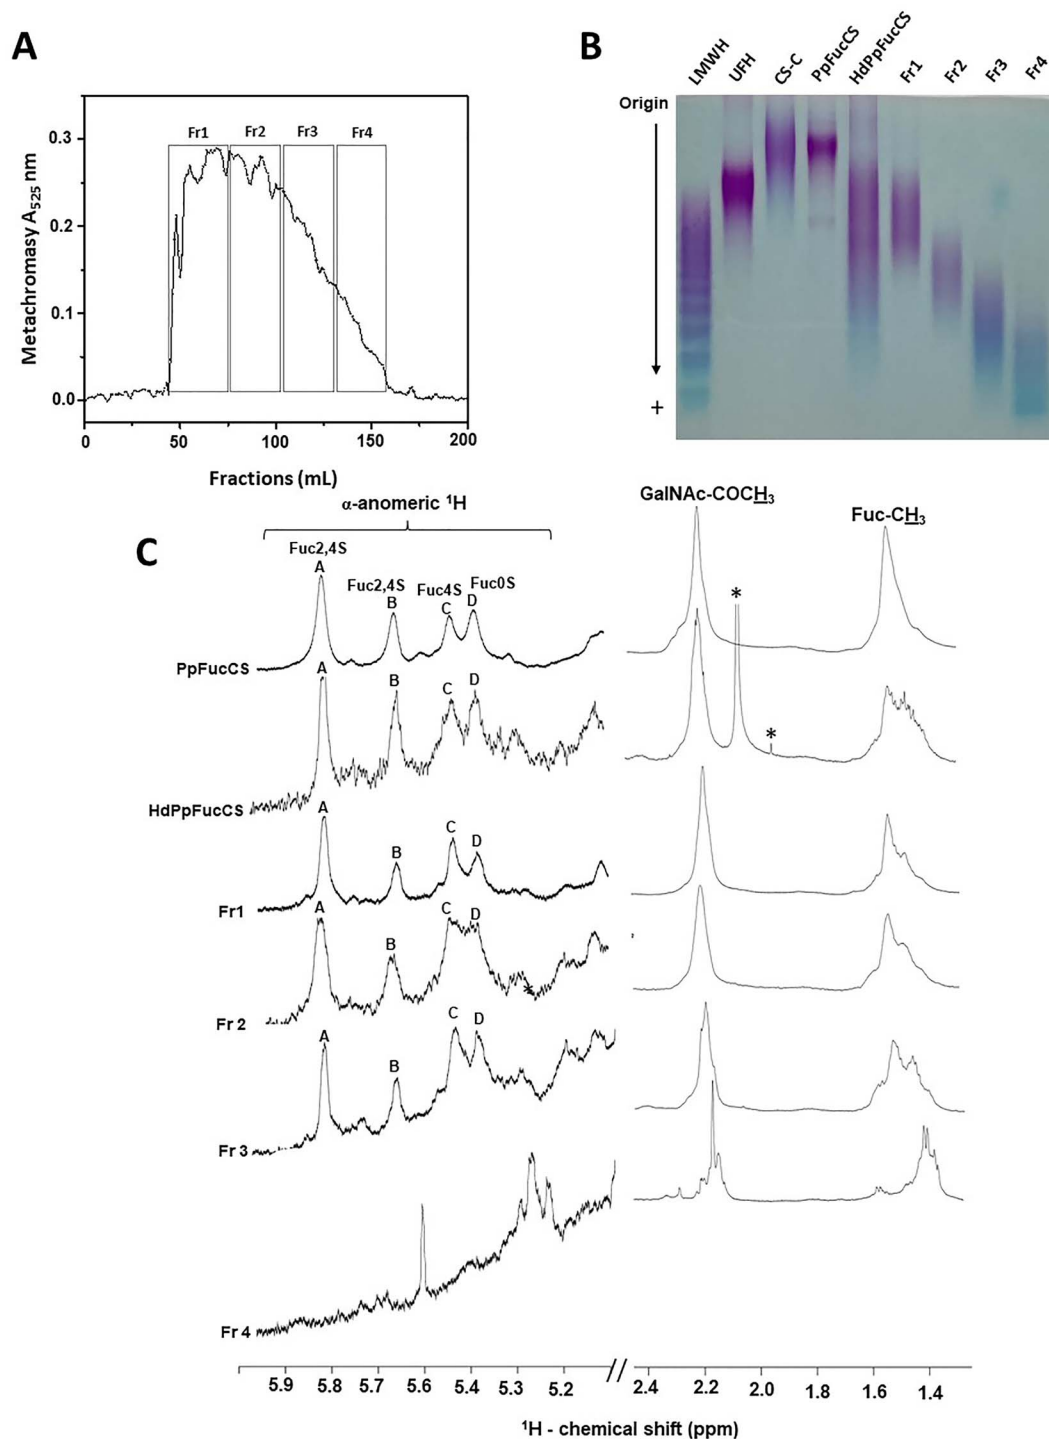 A
Metachromasy A525 nm
0.3
0.2
0.1
0.0
Fr1 Fr2 Fr3 Fr4
0 50 100 150 200
Fractions (mL)
B
LMWH UFH CS-C PpFucCS HdPpFucCS Fr1 Fr2 Fr3 Fr4
Origin
+
C
α-anomeric ¹H
GalNAc-COCH₃
Fuc-CH₃
Fuc2,4S Fuc2,4S Fuc4S Fuc0S
A B C D
PpFucCS
*
A B C D
*
HdPpFucCS
A B C D
Fr1
A B C D
*
Fr 2
A B C D
Fr 3
Fr 4
5.9 5.8 5.7 5.6 5.4 5.3 5.2 // 2.4 2.2 2.0 1.8 1.6 1.4
¹H - chemical shift (ppm)